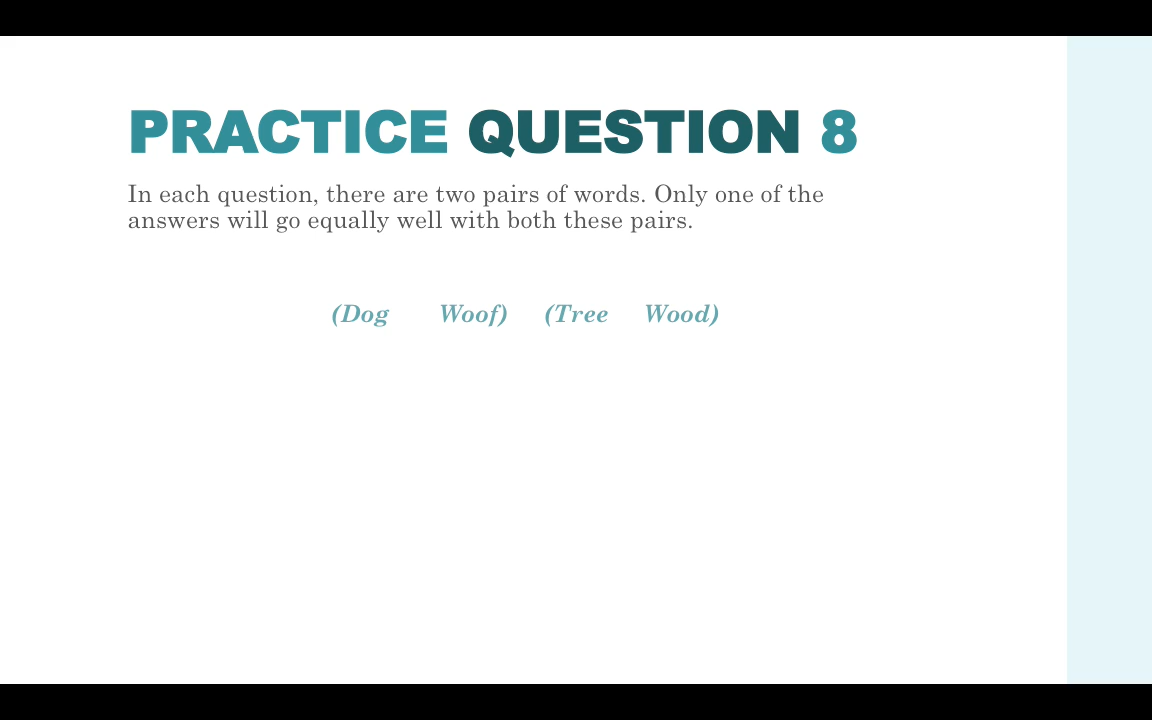 PRACTICE QUESTION 8
In each question, there are two pairs of words. Only one of the
answers will go equally well with both these pairs.
(Dog Woof) (Tree Wood)